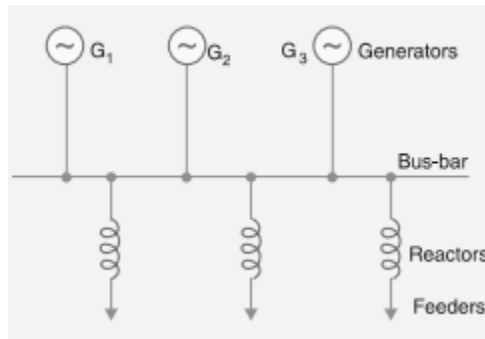 G1
G2
G3 Generators
Bus-bar
Reactors
Feeders